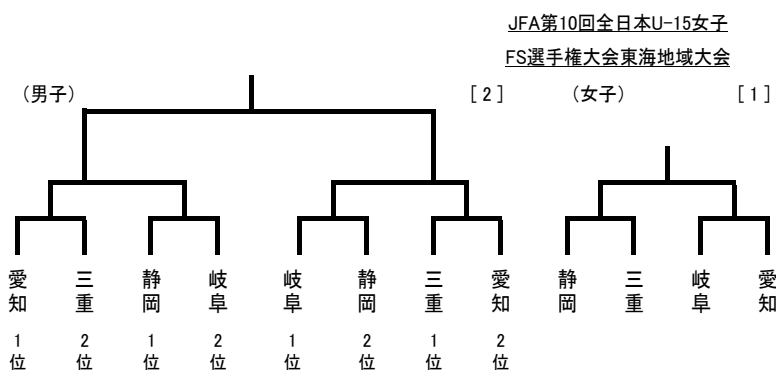 JFA第10回全日本U-15女子
FS選手権大会東海地域大会
（男子） [2] （女子） [1]
愛知 三重 静岡 岐阜 岐阜 静岡 三重 愛知 静岡 三重 岐阜 愛知
1位 2位 1位 2位 1位 2位 1位 2位